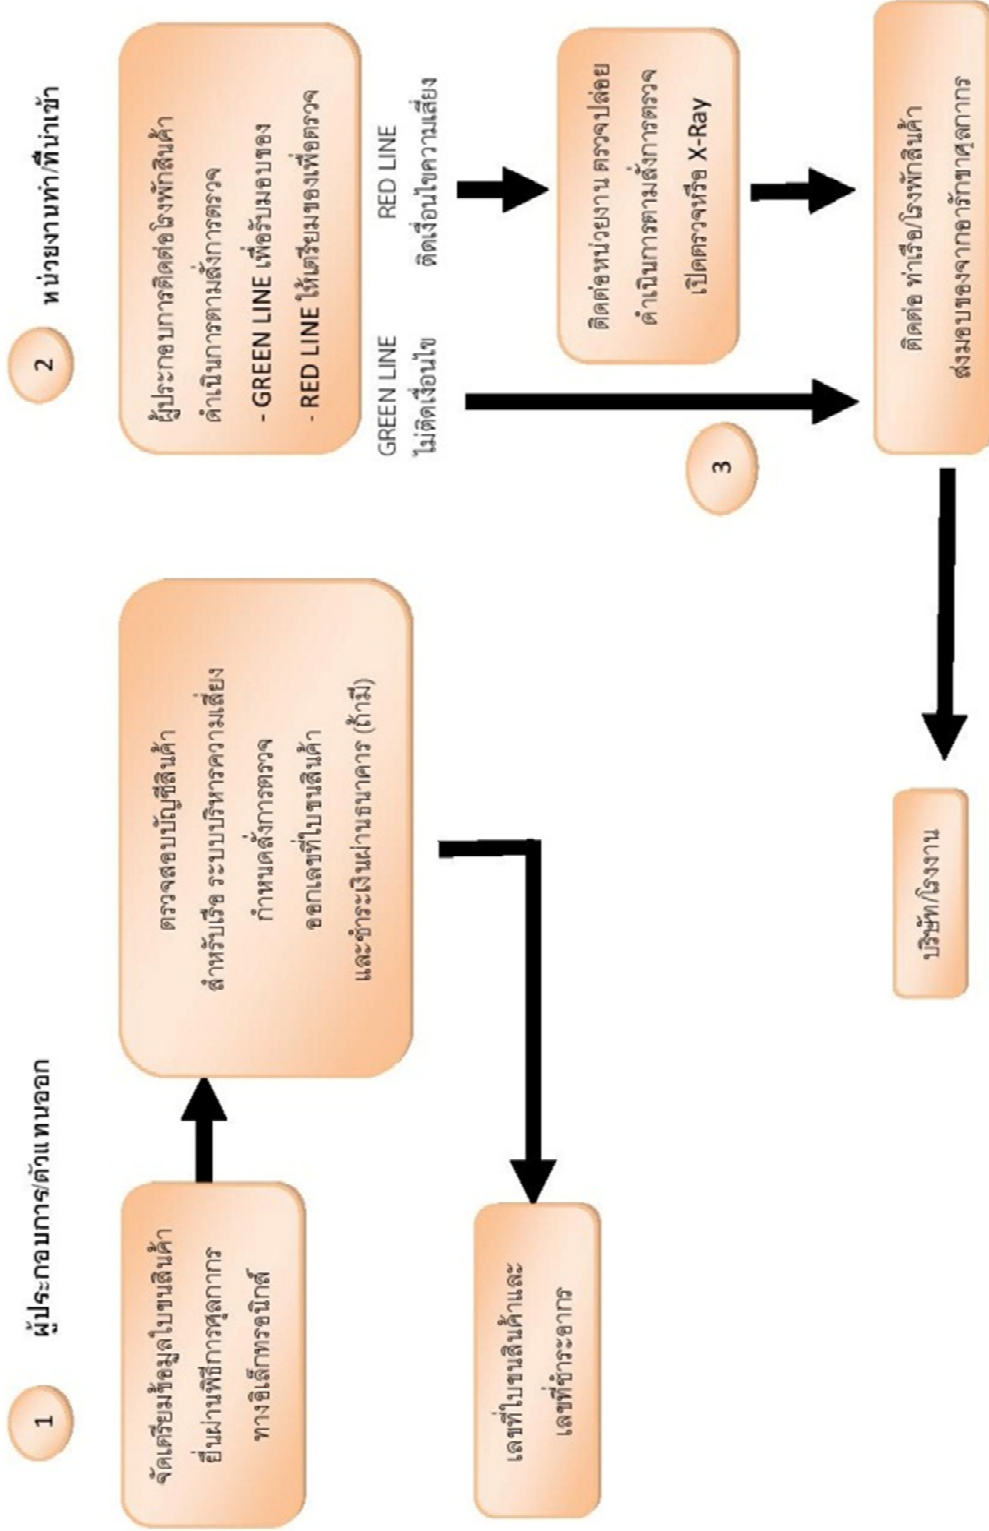 1
ผู้ประกอบการ/ตัวแทนออก
จัดเตรียมข้อมูลใบขนสินค้า
ยื่นผ่านพิธีการศุลกากร
ทางอิเล็กทรอนิกส์
ตรวจสอบบัญชีสินค้า
สำหรับเรือ ระบบบริหารความเสี่ยง
กำหนดสั่งการตรวจ
ออกเลขที่ใบขนสินค้า
และชำระเงินผ่านธนาคาร (ถ้ามี)
เลขที่ใบขนสินค้าและ
เลขที่ชำระอากร
2
หน่วยงานท่า/ที่นำเข้า
ผู้ประกอบการติดต่อโรงพักสินค้า
ดำเนินการตามสั่งการตรวจ
- GREEN LINE เพื่อรับมอบของ
- RED LINE ให้เตรียมของเพื่อตรวจ
GREEN LINE
ไม่ติดเงื่อนไข
RED LINE
ติดเงื่อนไขความเสี่ยง
3
ติดต่อหน่วยงาน ตรวจปล่อย
ดำเนินการตามสั่งการตรวจ
เปิดตรวจหรือ X-Ray
ติดต่อ ท่าเรือ/โรงพักสินค้า
ส่งมอบของจากอารักขาศุลกากร
บริษัท/โรงงาน